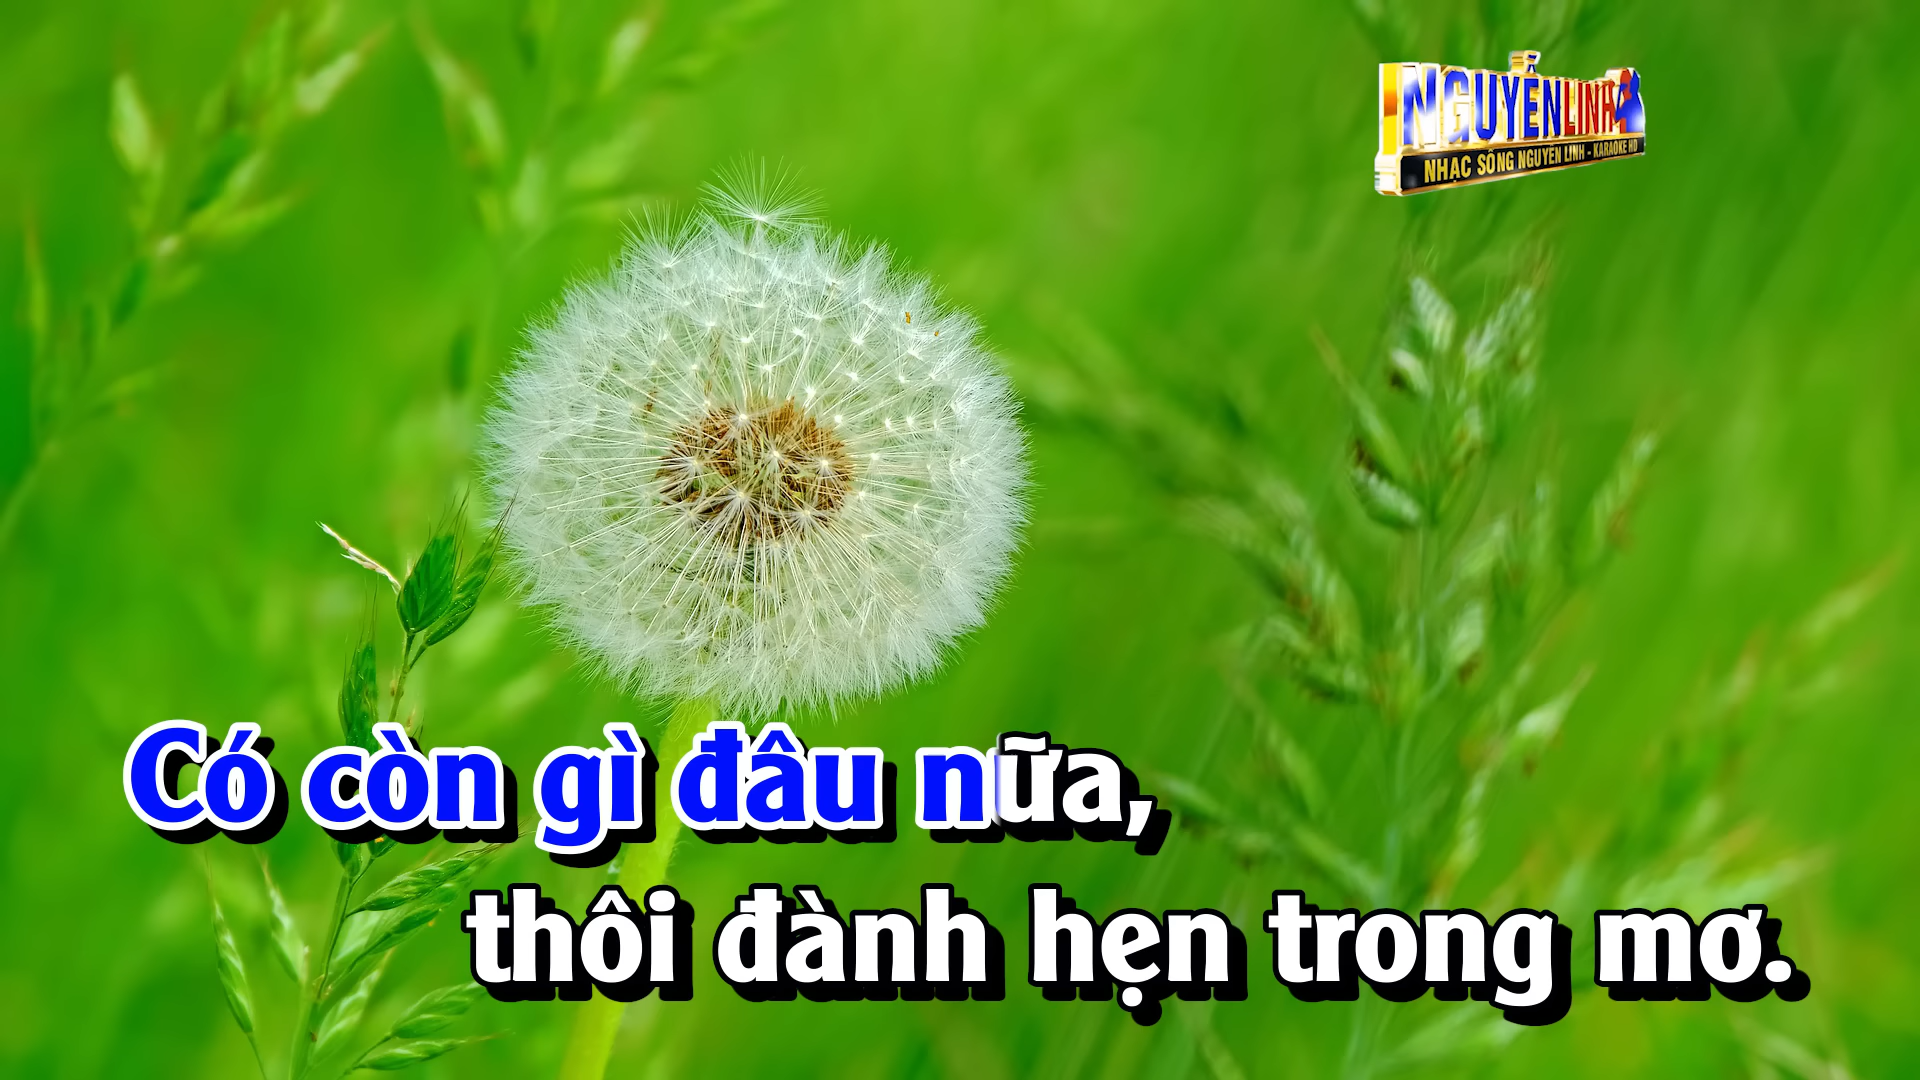 NGUYỄN LINH
NHẠC SỐNG NGUYỄN LINH - KARAOKE HD
Có còn gì đâu nữa,
thôi đành hẹn trong mơ.